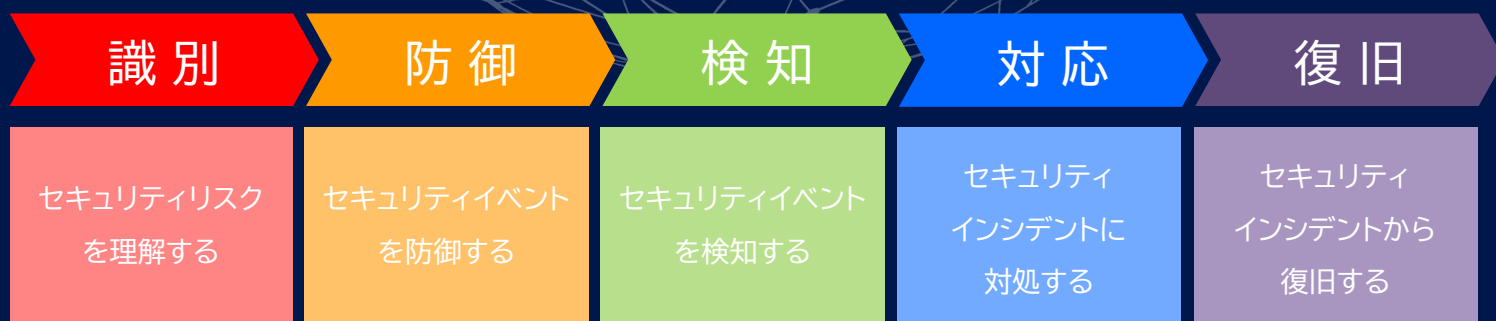 識別
防御
検知
対応
復旧
セキュリティリスク
を理解する
セキュリティイベント
を防御する
セキュリティイベント
を検知する
セキュリティ
インシデントに
対処する
セキュリティ
インシデントから
復旧する